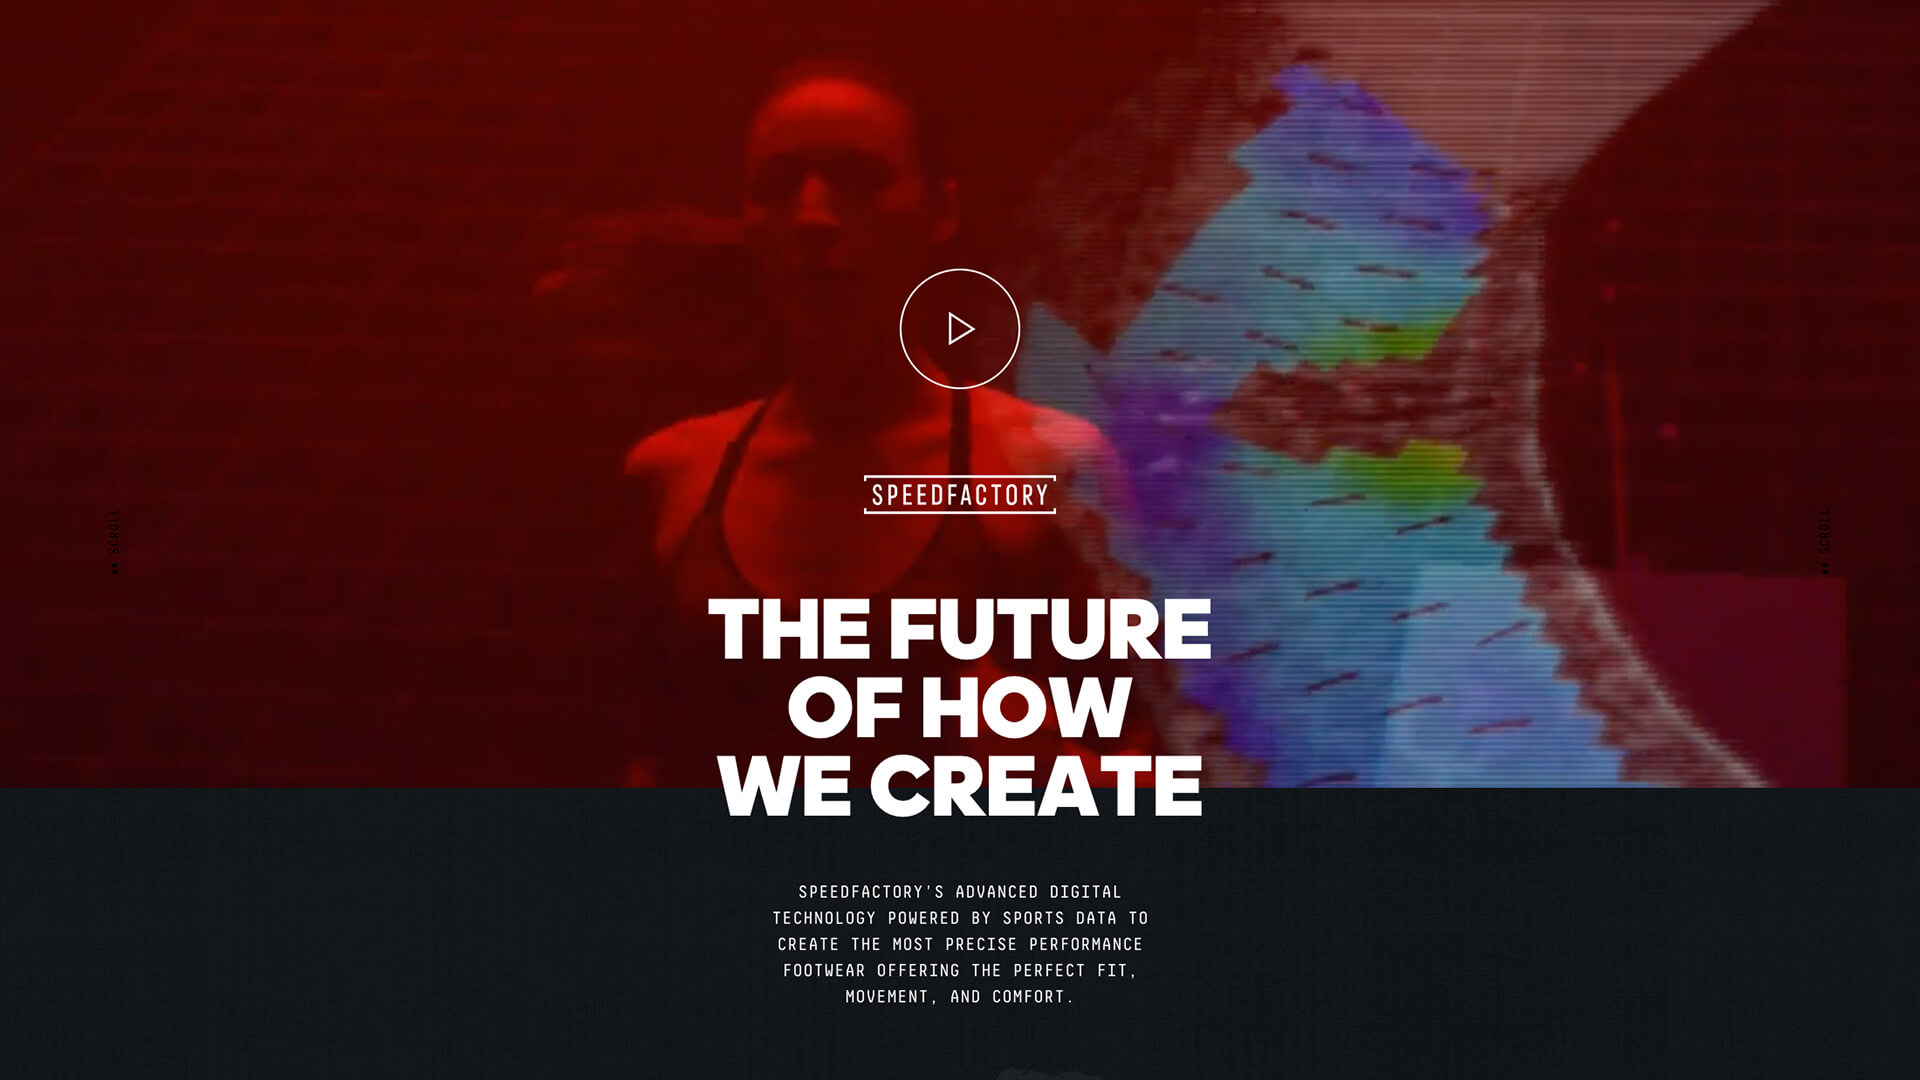 SPEEDFACTORY
◄◄ SCROLL
◄◄ SCROLL
THE FUTURE
OF HOW
WE CREATE
SPEEDFACTORY'S ADVANCED DIGITAL
TECHNOLOGY POWERED BY SPORTS DATA TO
CREATE THE MOST PRECISE PERFORMANCE
FOOTWEAR OFFERING THE PERFECT FIT,
MOVEMENT, AND COMFORT.